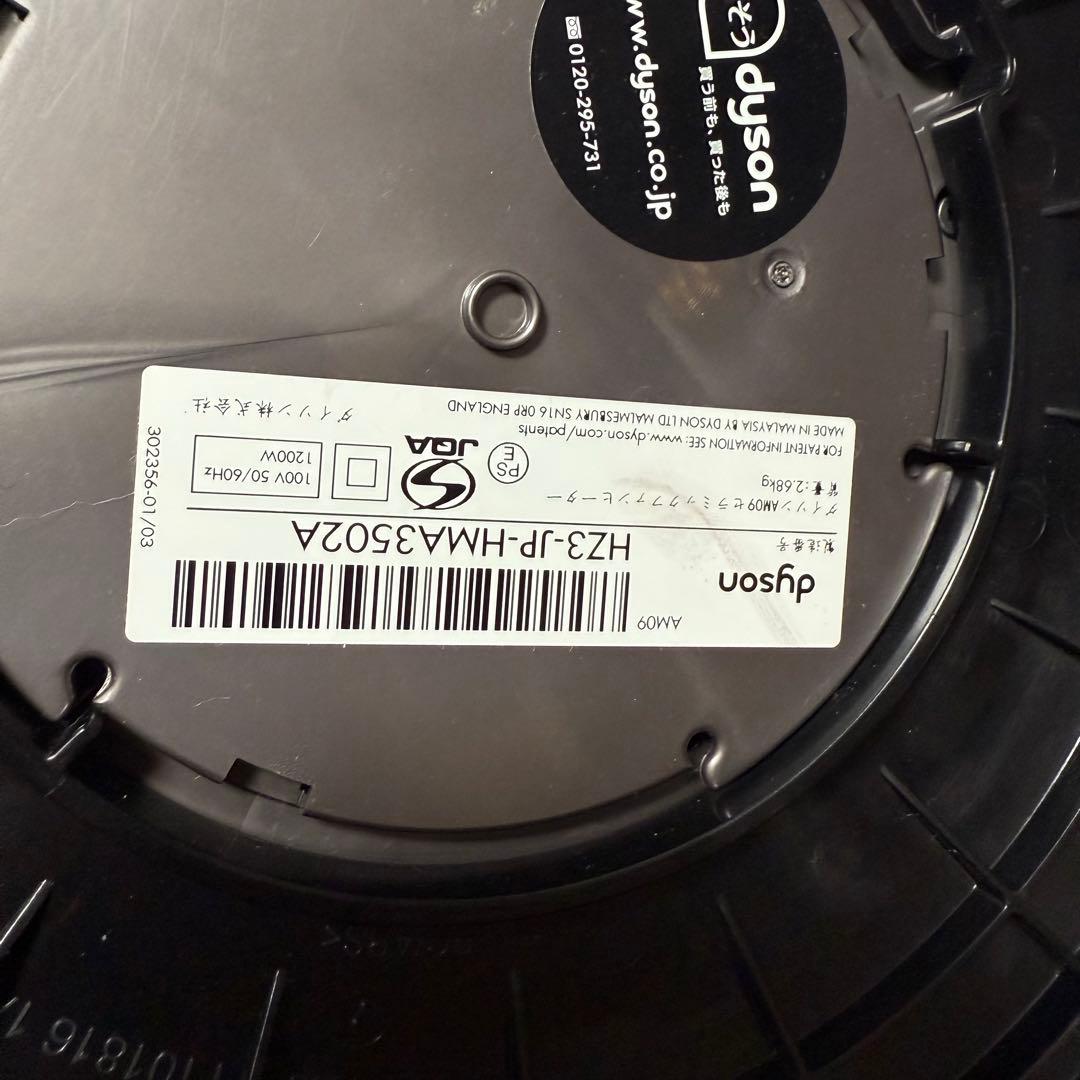 そう
dyson
買う前も、買った後も
www.dyson.co.jp
0120-295-731
AM09
dyson
製造番号
HZ3-JP-HMA3502A
ダイソンAM09セラミックファンヒーター
質量:2.68kg
PS
E
JQA
100V 50/60Hz
1200W
FOR PATENT INFORMATION SEE: www.dyson.com/patents
MADE IN MALAYSIA BY DYSON LTD MALMESBURY SN16 0RP ENGLAND
ダイソン株式会社
302356-01/03